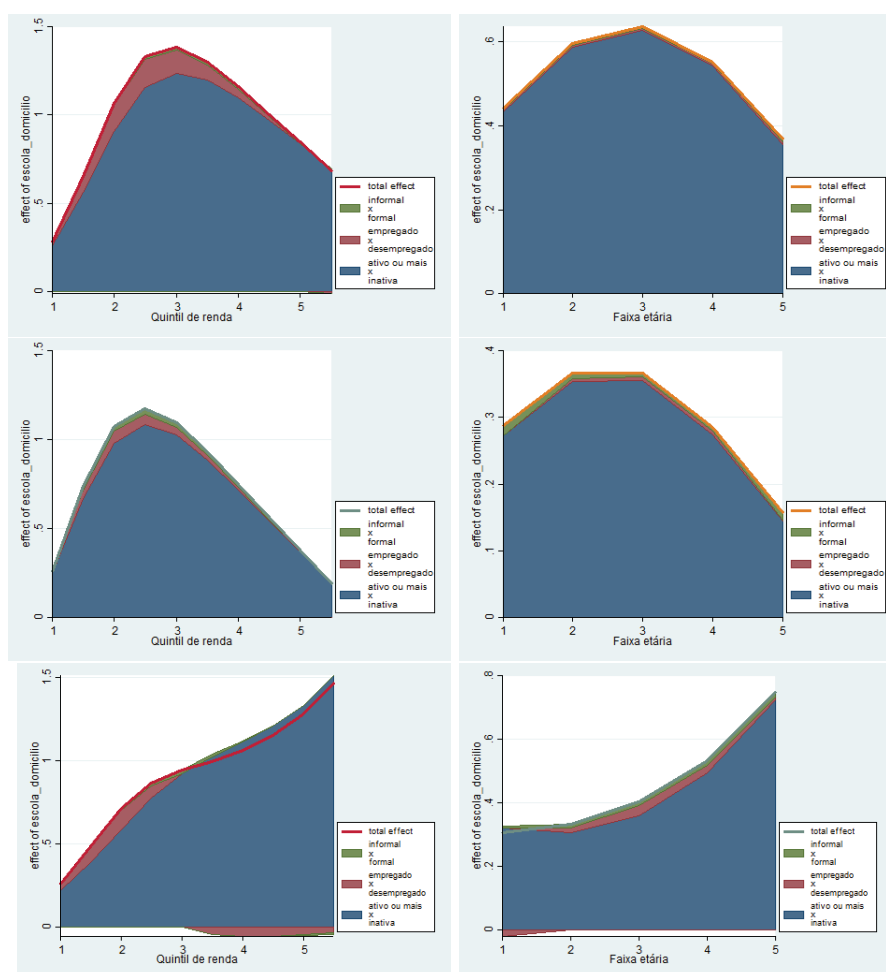 effect of escola_domicilio
1.5
1
.5
0
1 2 3 4 5
Quintil de renda
total effect
informal
x
formal
empregado
x
desempregado
ativo ou mais
x
inativa
effect of escola_domicilio
.6
.4
.2
0
1 2 3 4 5
Faixa etária
total effect
informal
x
formal
empregado
x
desempregado
ativo ou mais
x
inativa
effect of escola_domicilio
1.5
1
.5
0
1 2 3 4 5
Quintil de renda
total effect
informal
x
formal
empregado
x
desempregado
ativo ou mais
x
inativa
effect of escola_domicilio
.4
.3
.2
.1
0
1 2 3 4 5
Faixa etária
total effect
informal
x
formal
empregado
x
desempregado
ativo ou mais
x
inativa
effect of escola_domicilio
1.5
1
.5
0
1 2 3 4 5
Quintil de renda
total effect
informal
x
formal
empregado
x
desempregado
ativo ou mais
x
inativa
effect of escola_domicilio
.8
.6
.4
.2
0
1 2 3 4 5
Faixa etária
total effect
informal
x
formal
empregado
x
desempregado
ativo ou mais
x
inativa